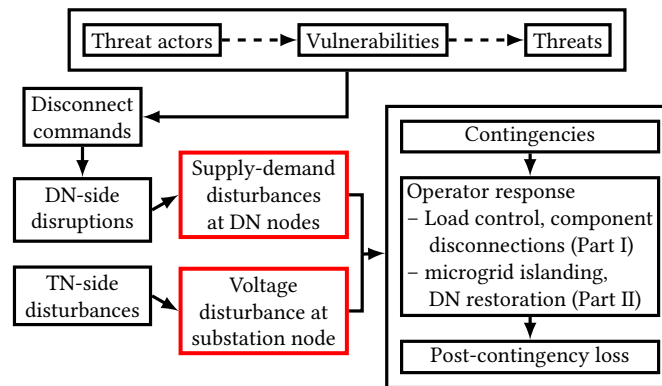 Threat actors
Vulnerabilities
Threats
Disconnect
commands
DN-side
disruptions
Supply-demand
disturbances
at DN nodes
TN-side
disturbances
Voltage
disturbance at
substation node
Contingencies
Operator response
– Load control, component
disconnections (Part I)
– microgrid islanding,
DN restoration (Part II)
Post-contingency loss